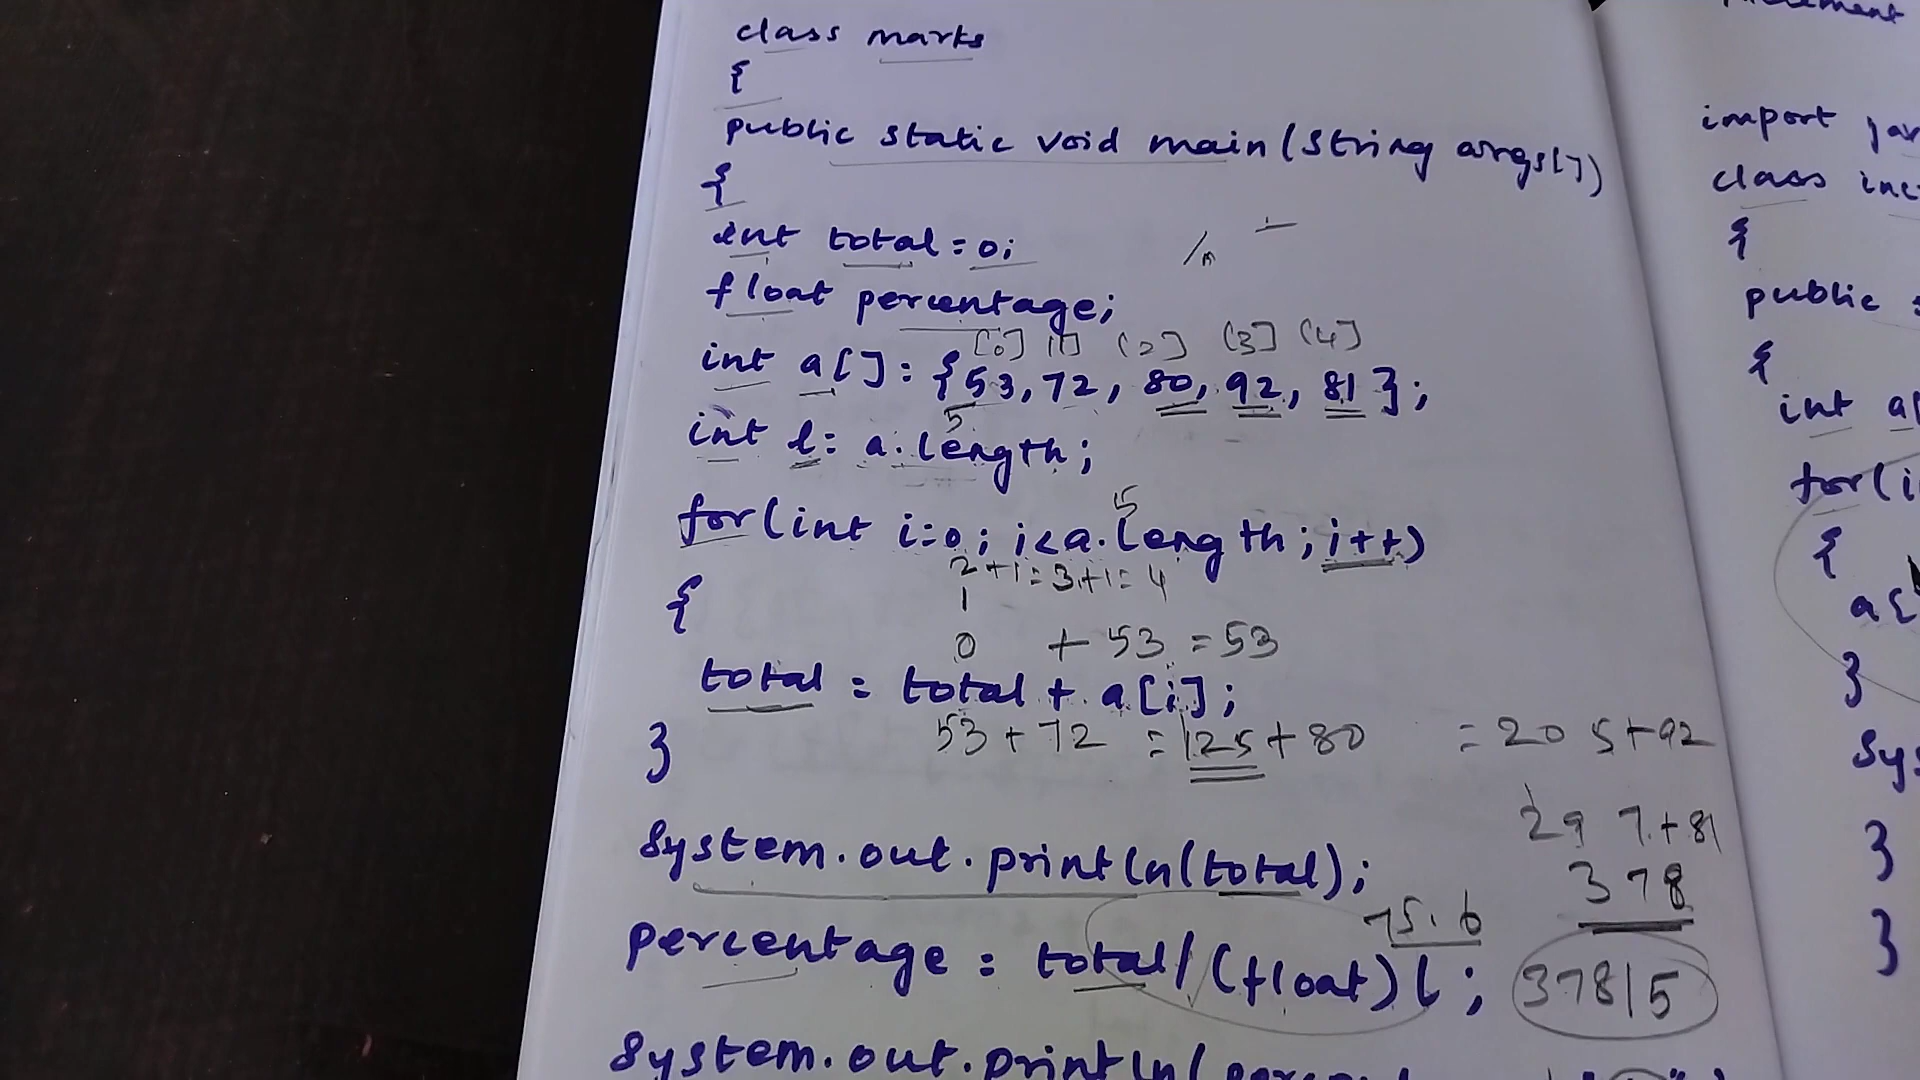 class marks
{
public static void main(String args[])
{
int total=0;
float percentage;
[0] [1] [2] [3] [4]
int a[]={53,72,80,92,81};
5
int l= a.length;
5
for(int i=0; i<a.length; i++)
2+1=3+1=4
1
{
0 + 53 = 53
total = total + a[i];
53+72 =125+80 =205+92
}
297+81
System.out.println(total);
378
75.6
percentage = total/(float)l;
378/5
System.out.println(
import
class
{
public
{
int
for(
{
}
}
}